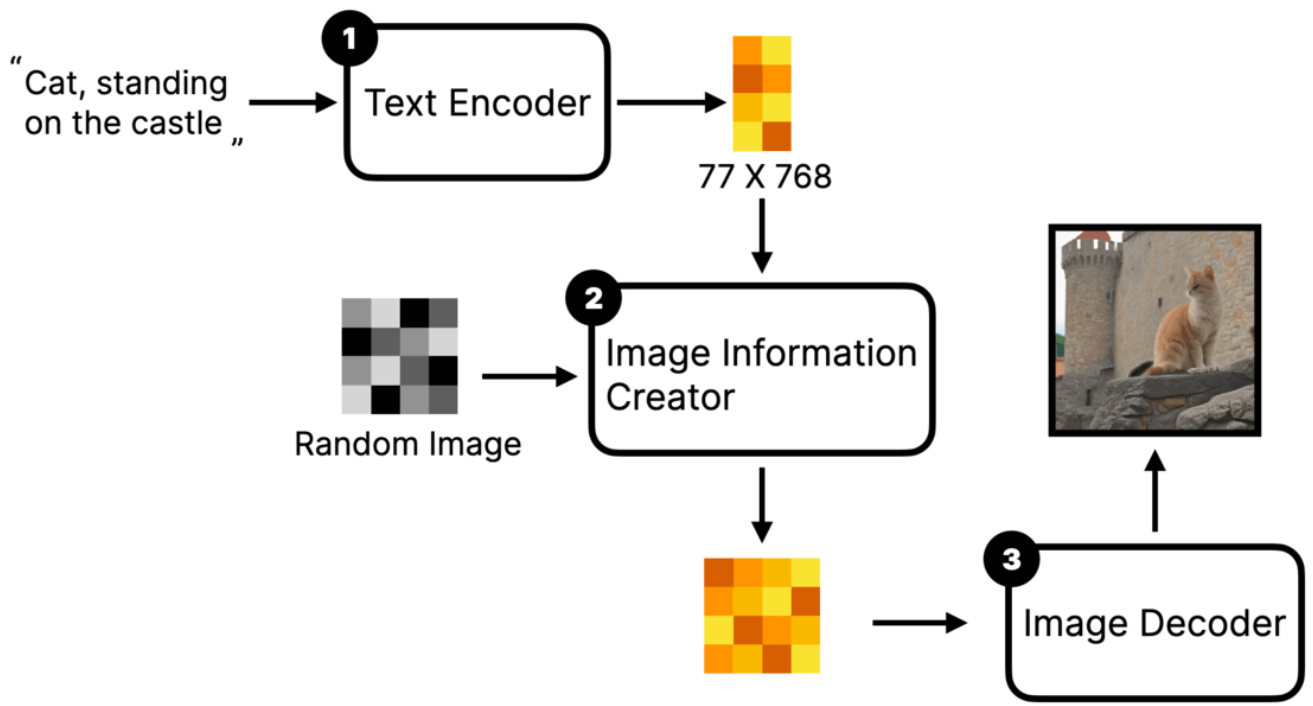 1
“Cat, standing
on the castle „
Text Encoder
77 X 768
2
Image Information
Creator
Random Image
3
Image Decoder